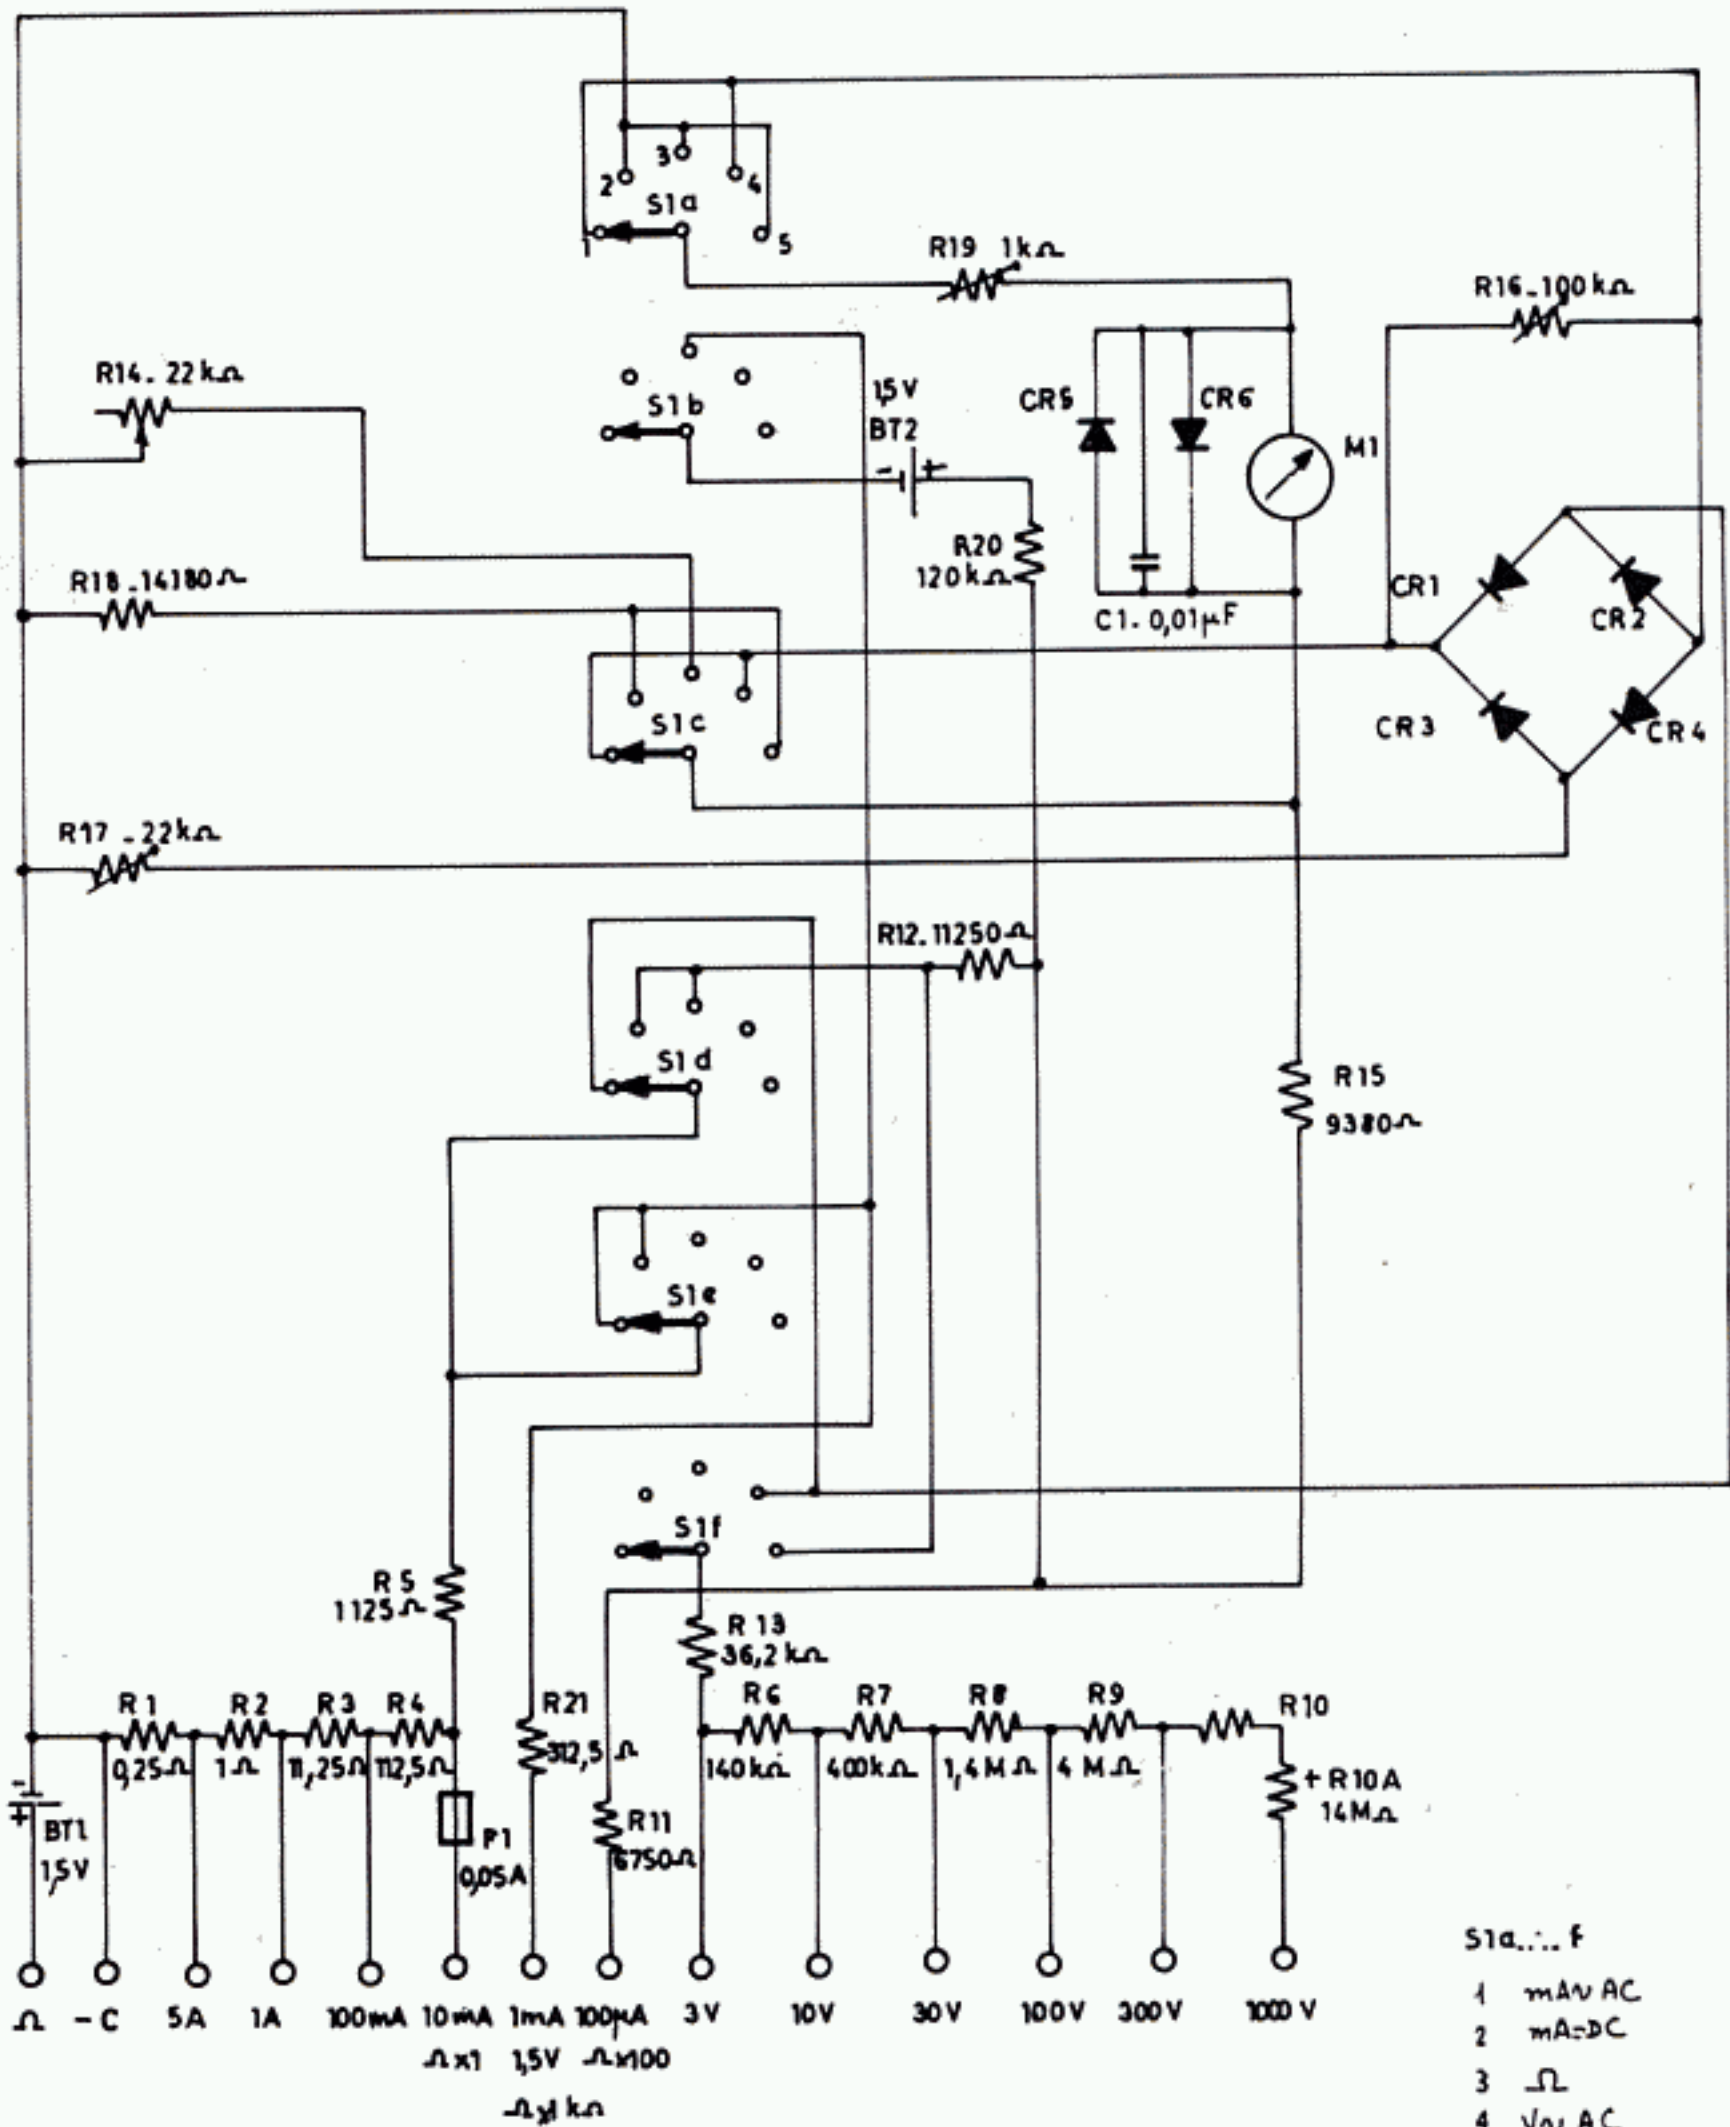 3
2
4
S1a
1
5
R19 1kΩ
R16-100kΩ
R14-22kΩ
S1b
1,5V
BT2
- +
CR5
CR6
M1
R20
120kΩ
R18-14180Ω
C1-0,01µF
CR1
CR2
S1c
CR3
CR4
R17-22kΩ
R12-11250Ω
S1d
R15
9380Ω
S1e
S1f
R5
1125Ω
R13
36,2kΩ
R1
R2
R3
R4
R21
R6
R7
R8
R9
R10
0,25Ω
1Ω
11,25Ω
112,5Ω
312,5Ω
140kΩ
400kΩ
1,4MΩ
4MΩ
-
+
BT1
1,5V
F1
0,05A
R11
6750Ω
+R10A
14MΩ
S1a....F
1 mA~AC
2 mA=DC
3 Ω
4 V~AC
Ω -C 5A 1A 100mA 10mA 1mA 100µA 3V 10V 30V 100V 300V 1000V
Ωx1 1,5V Ωx100
Ωx1kΩ